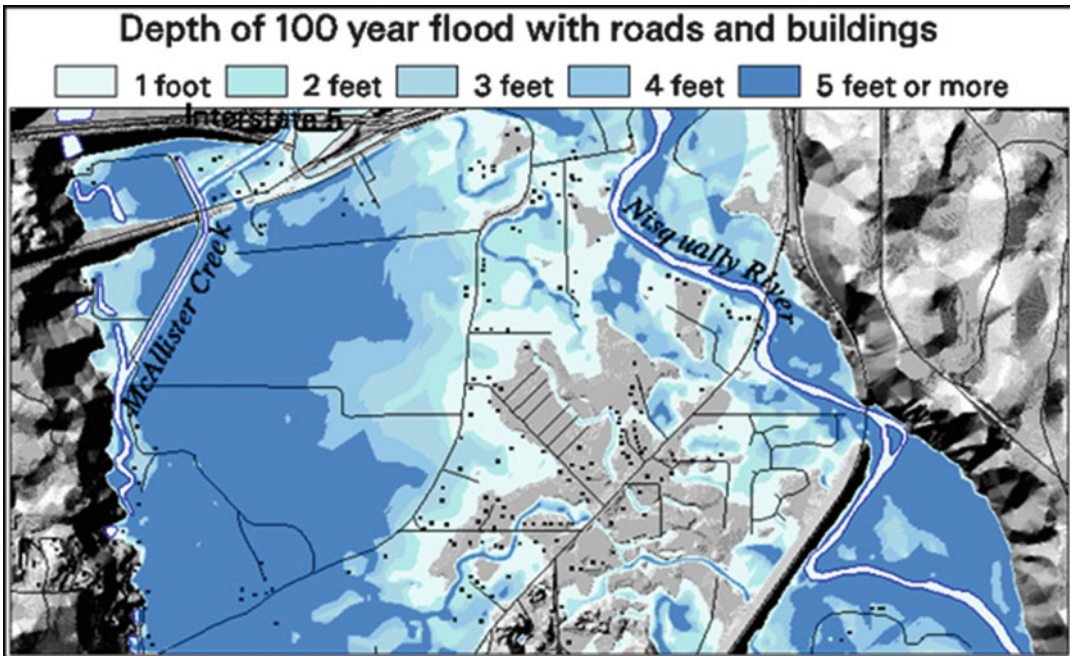 Depth of 100 year flood with roads and buildings
1 foot 2 feet 3 feet 4 feet 5 feet or more
Interstate 5
McAllister Creek
Nisqually River